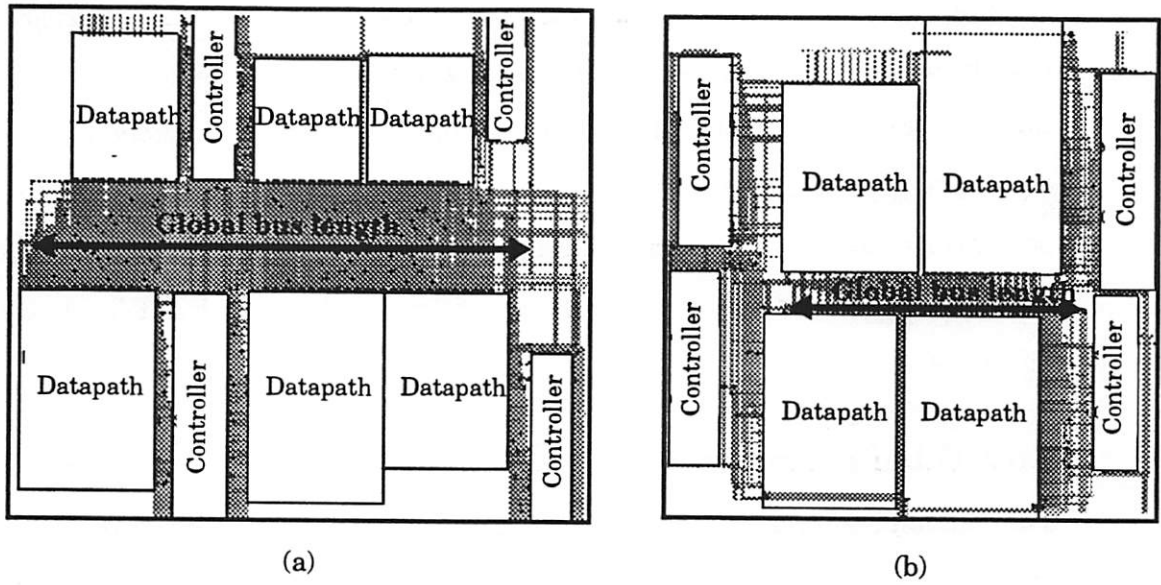 Datapath
Controller
Datapath
Datapath
Controller
Global bus length
Datapath
Controller
Datapath
Datapath
Controller
(a)
Controller
Datapath
Datapath
Controller
Global bus length
Controller
Datapath
Datapath
Controller
(b)